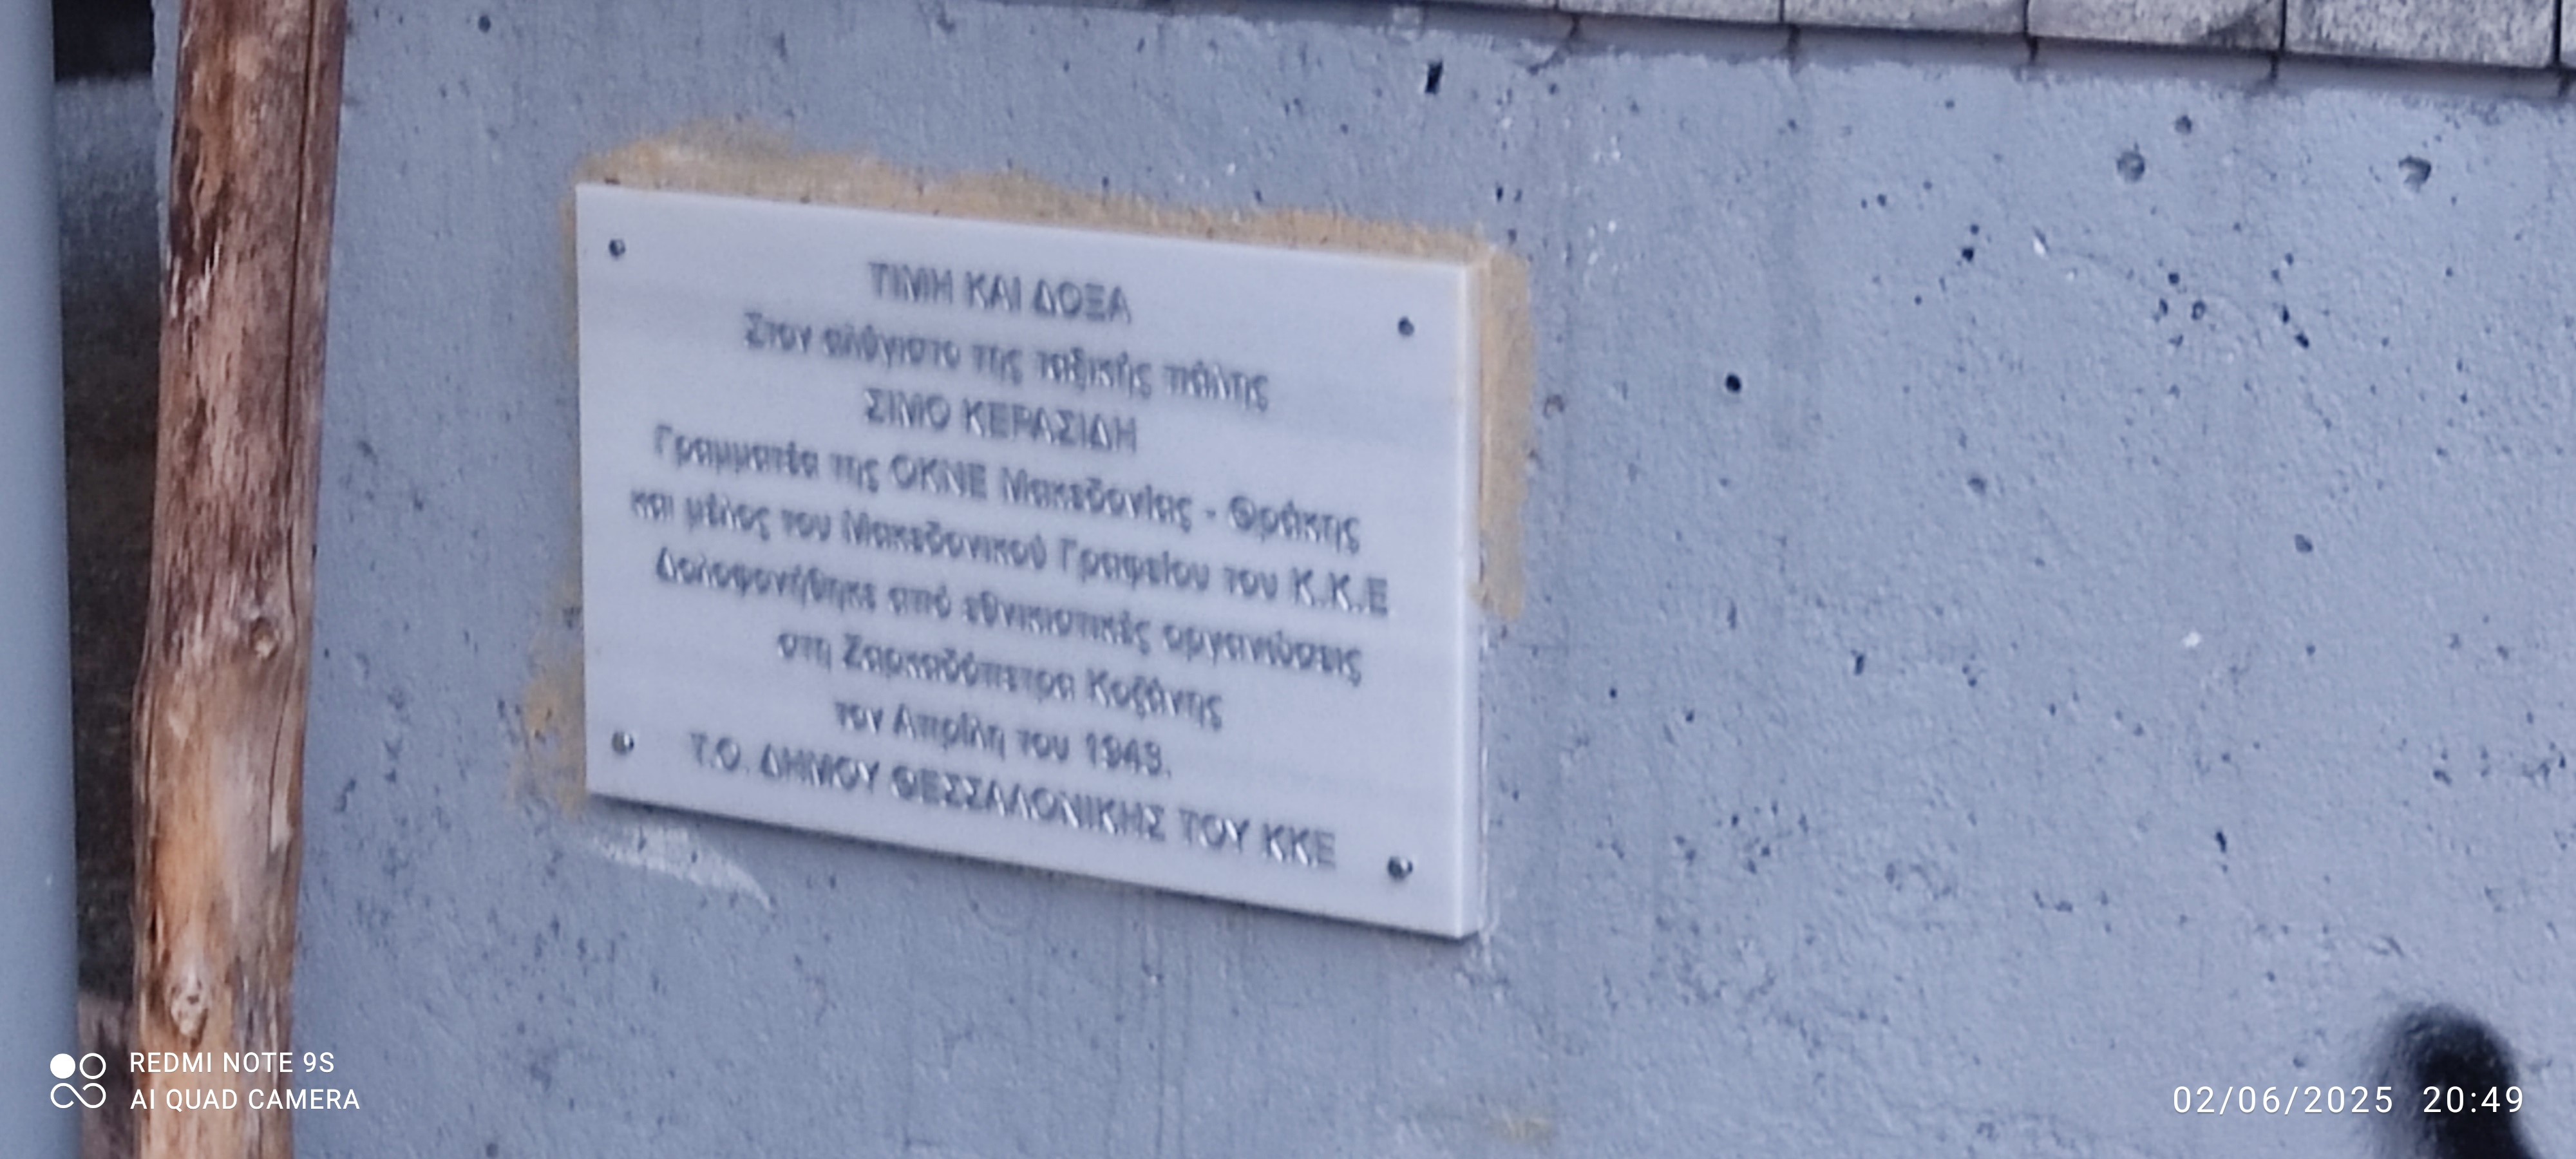 ΤΙΜΗ ΚΑΙ ΔΟΞΑ
Στον αλύγιστο της ταξικής πάλης
ΣΙΜΟ ΚΕΡΑΣΙΔΗ
Γραμματέα της ΟΚΝΕ Μακεδονίας - Θράκης
και μέλος του Μακεδονικού Γραφείου του Κ.Κ.Ε
Δολοφονήθηκε από εθνικιστικές οργανώσεις
στη Ζαρκαδόπετρα Κοζάνης
τον Απρίλη του
Τ.Ο. ΔΗΜΟΥ ΘΕΣΣΑΛΟΝΙΚΗΣ ΤΟΥ ΚΚΕ
REDMI NOTE 9S
AI QUAD CAMERA
02/06/2025 20:49